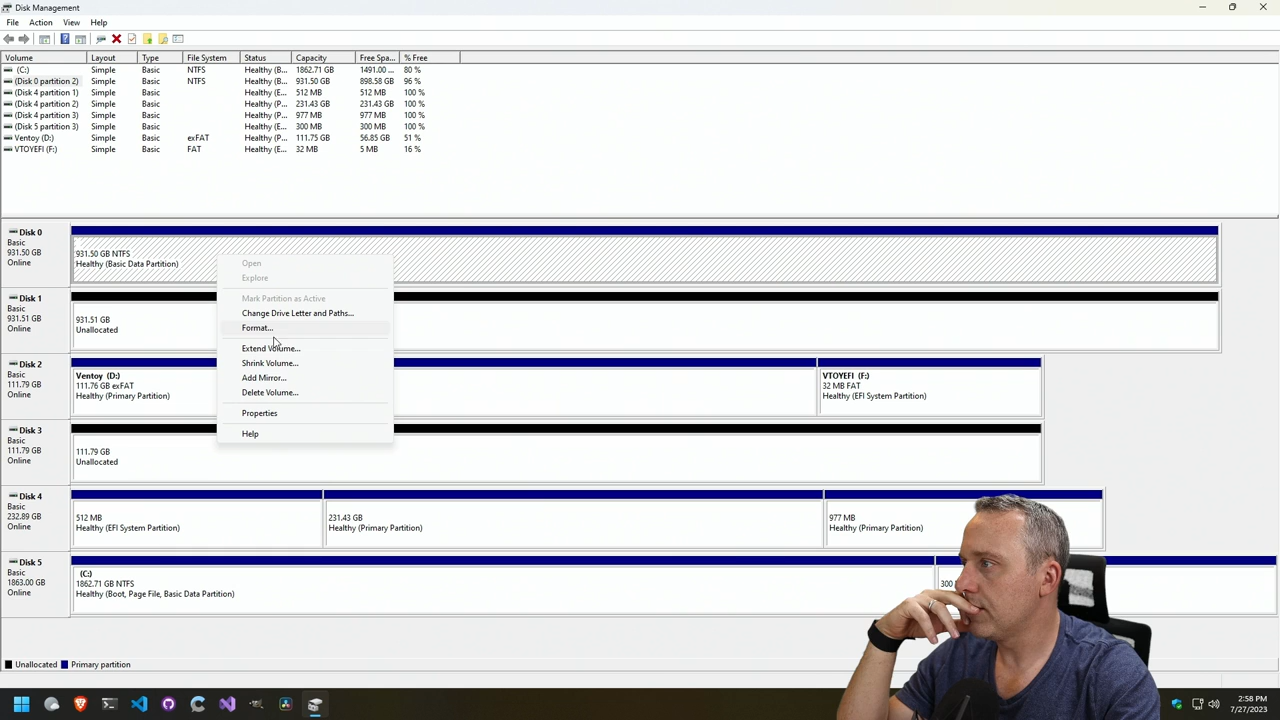 Disk Management
File Action View Help
Volume Layout Type File System Status Capacity Free Spa... % Free
(C:) Simple Basic NTFS Healthy (B... 1862.71 GB 1491.00 ... 80 %
(Disk 0 partition 2) Simple Basic NTFS Healthy (B... 931.50 GB 898.58 GB 96 %
(Disk 4 partition 1) Simple Basic Healthy (E... 512 MB 512 MB 100 %
(Disk 4 partition 2) Simple Basic Healthy (P... 231.43 GB 231.43 GB 100 %
(Disk 4 partition 3) Simple Basic Healthy (P... 977 MB 977 MB 100 %
(Disk 5 partition 3) Simple Basic Healthy (E... 300 MB 300 MB 100 %
Ventoy (D:) Simple Basic exFAT Healthy (P... 111.75 GB 56.85 GB 51 %
VTOYEFI (F:) Simple Basic FAT Healthy (E... 32 MB 5 MB 16 %
Disk 0
Basic
931.50 GB
Online
931.50 GB NTFS
Healthy (Basic Data Partition)
Open
Explore
Mark Partition as Active
Change Drive Letter and Paths...
Format...
Extend Volume...
Shrink Volume...
Add Mirror...
Delete Volume...
Properties
Help
Disk 1
Basic
931.51 GB
Online
931.51 GB
Unallocated
Disk 2
Basic
111.79 GB
Online
Ventoy (D:)
111.76 GB exFAT
Healthy (Primary Partition)
VTOYEFI (F:)
32 MB FAT
Healthy (EFI System Partition)
Disk 3
Basic
111.79 GB
Online
111.79 GB
Unallocated
Disk 4
Basic
232.89 GB
Online
512 MB
Healthy (EFI System Partition)
231.43 GB
Healthy (Primary Partition)
977 MB
Healthy (Primary Partition)
Disk 5
Basic
1863.00 GB
Online
(C:)
1862.71 GB NTFS
Healthy (Boot, Page File, Basic Data Partition)
300
Unallocated Primary partition
2:58 PM
7/27/2023